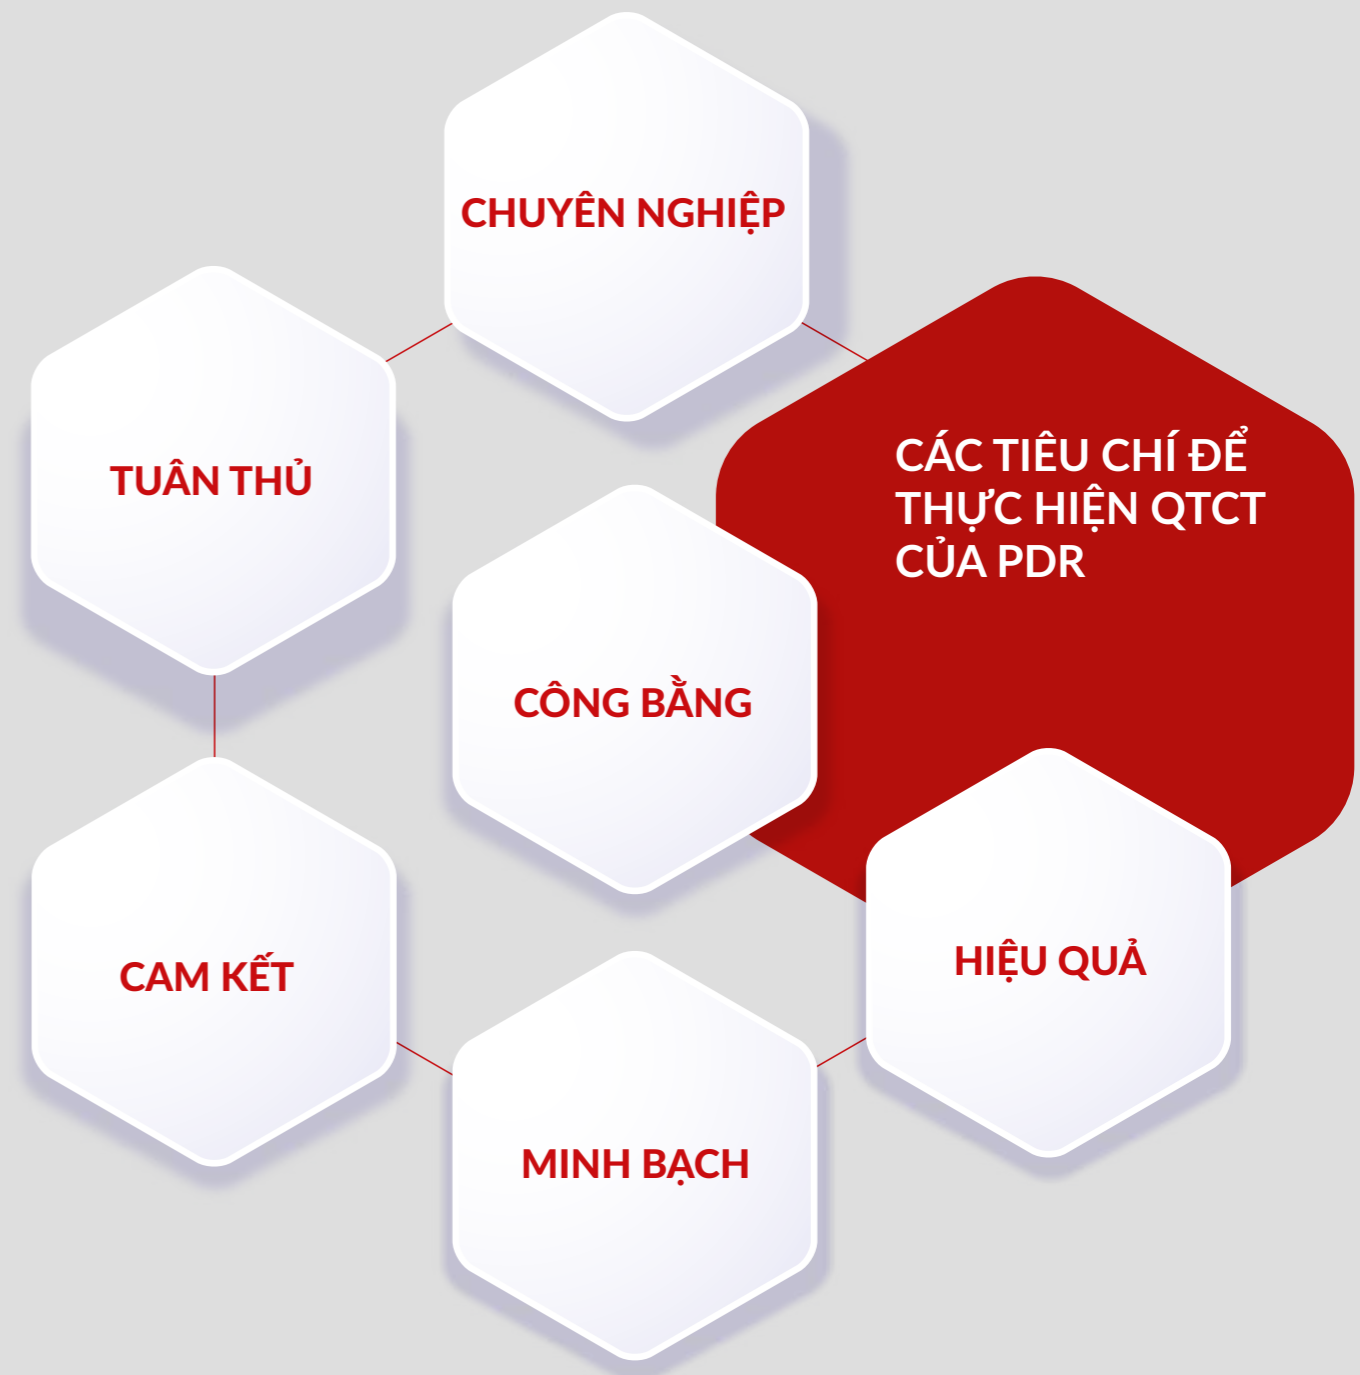 CHUYÊN NGHIỆP
CÁC TIÊU CHÍ ĐỂ
THỰC HIỆN QTCT
CỦA PDR
TUÂN THỦ
CÔNG BẰNG
HIỆU QUẢ
CAM KẾT
MINH BẠCH